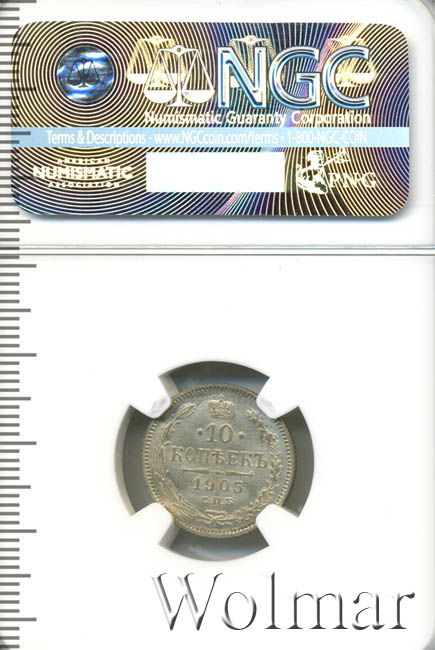 NGC
Numismatic Guaranty Corporation
Terms & Descriptions - www.NGCcoin.com/terms • 1-800-NGC-COIN
AMERICAN
NUMISMATIC
ASSOCIATION
PNG
10
КОПѢЕКЪ
1905
СПБ
Wolmar